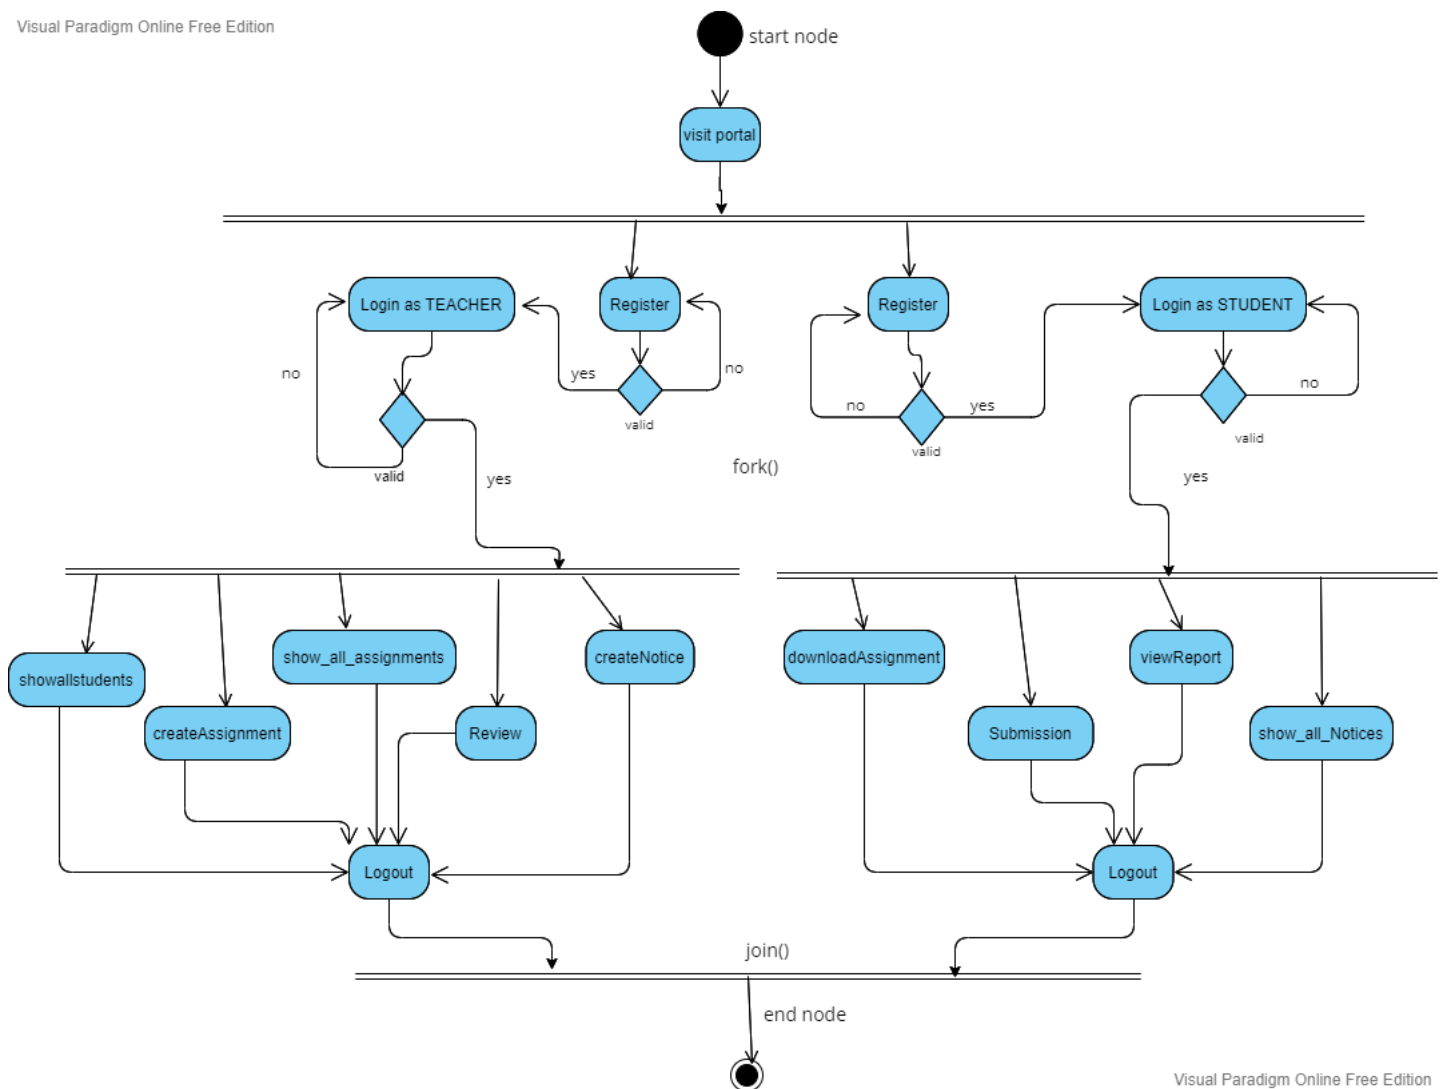 Visual Paradigm Online Free Edition
start node
visit portal
Login as TEACHER
Register
Register
Login as STUDENT
no
yes
no
no
yes
no
valid
valid
valid
valid
fork()
yes
yes
show_all_assignments
createNotice
downloadAssignment
viewReport
showallstudents
createAssignment
Review
Submission
show_all_Notices
Logout
Logout
join()
end node
Visual Paradigm Online Free Edition